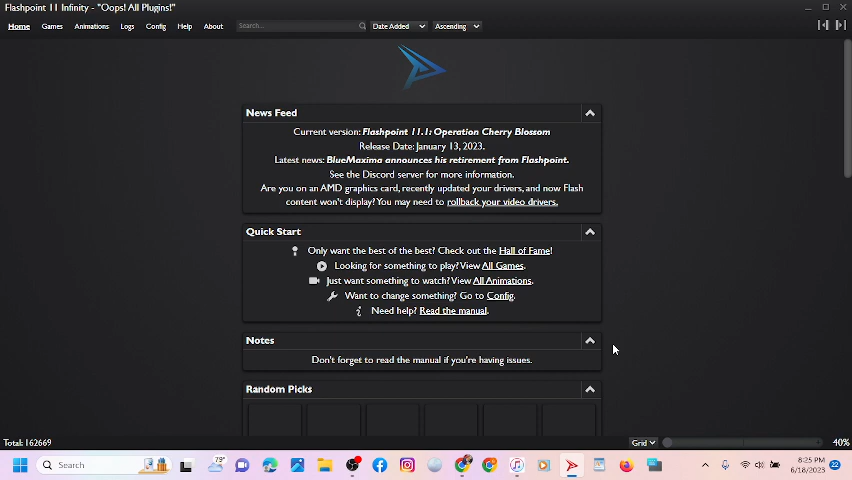 Flashpoint 11 Infinity - "Oops! All Plugins!"
Home Games Animations Logs Config Help About Search... Date Added Ascending
News Feed
Current version: Flashpoint 11.1: Operation Cherry Blossom
Release Date: January 13, 2023.
Latest news: BlueMaxima announces his retirement from Flashpoint.
See the Discord server for more information.
Are you on an AMD graphics card, recently updated your drivers, and now Flash
content won't display? You may need to rollback your video drivers.
Quick Start
Only want the best of the best? Check out the Hall of Fame!
Looking for something to play? View All Games.
Just want something to watch? View All Animations.
Want to change something? Go to Config.
Need help? Read the manual.
Notes
Don't forget to read the manual if you're having issues.
Random Picks
Total: 162669 Grid 40%
Search 79° 8:25 PM
6/18/2023 22